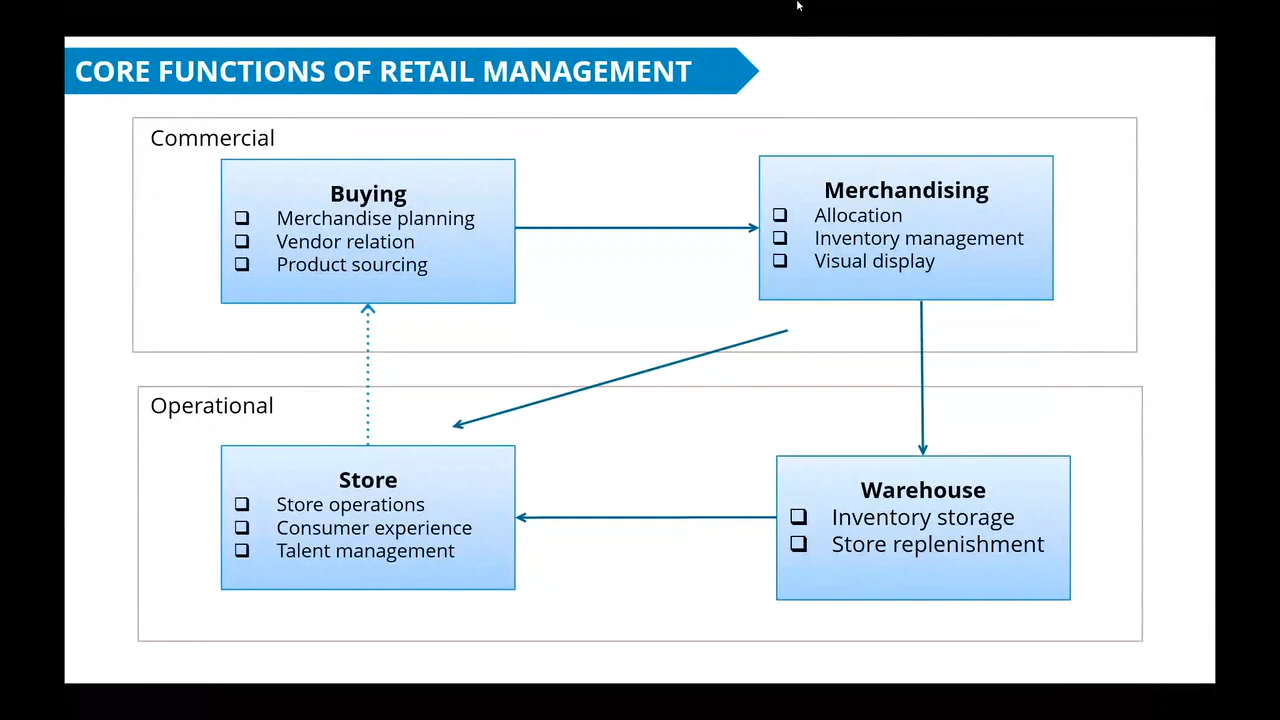 CORE FUNCTIONS OF RETAIL MANAGEMENT
Commercial
Buying
Merchandise planning
Vendor relation
Product sourcing
Merchandising
Allocation
Inventory management
Visual display
Operational
Store
Store operations
Consumer experience
Talent management
Warehouse
Inventory storage
Store replenishment